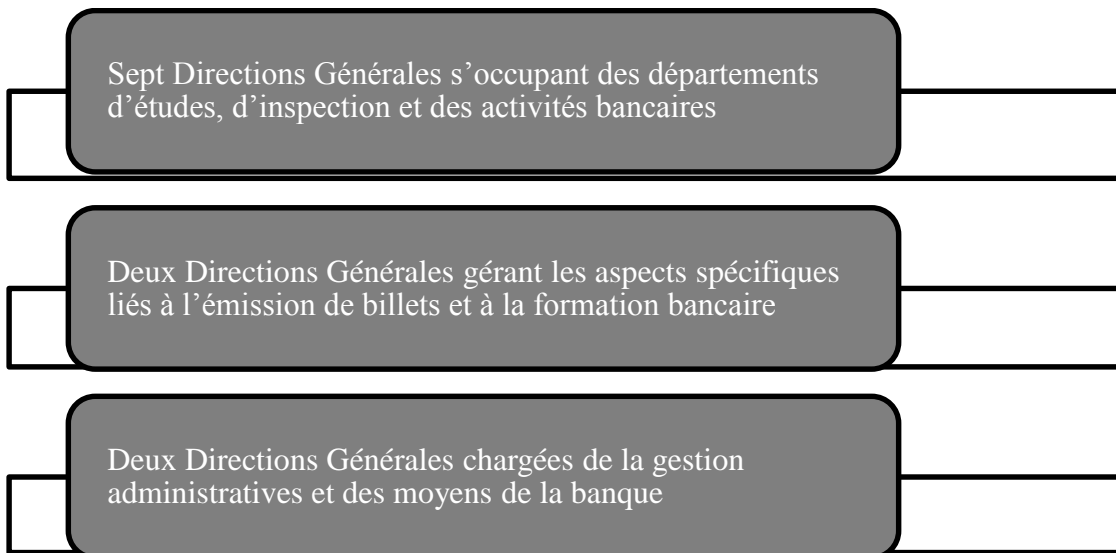 Sept Directions Générales s’occupant des départements
d’études, d’inspection et des activités bancaires
Deux Directions Générales gérant les aspects spécifiques
liés à l’émission de billets et à la formation bancaire
Deux Directions Générales chargées de la gestion
administratives et des moyens de la banque